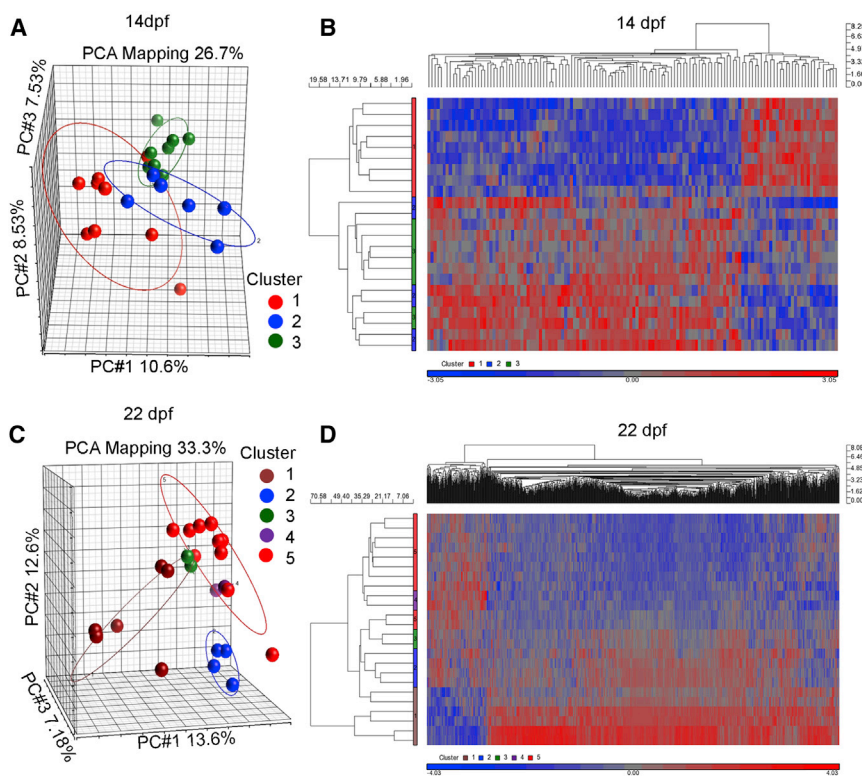 A
14dpf
PCA Mapping 26.7%
PC#3 7.53%
PC#2 8.53%
PC#1 10.6%
2
Cluster
1
2
3
B
14 dpf
19.58 13.71 9.79 5.88 1.96
Cluster 1 2 3
-3.05 0.00 3.05
C
22 dpf
PCA Mapping 33.3%
PC#2 12.6%
PC#3 7.18%
PC#1 13.6%
5
4
Cluster
1
2
3
4
5
D
22 dpf
70.58 49.40 35.29 21.17 7.06
Cluster 1 2 3 4 5
-4.03 0.00 4.03